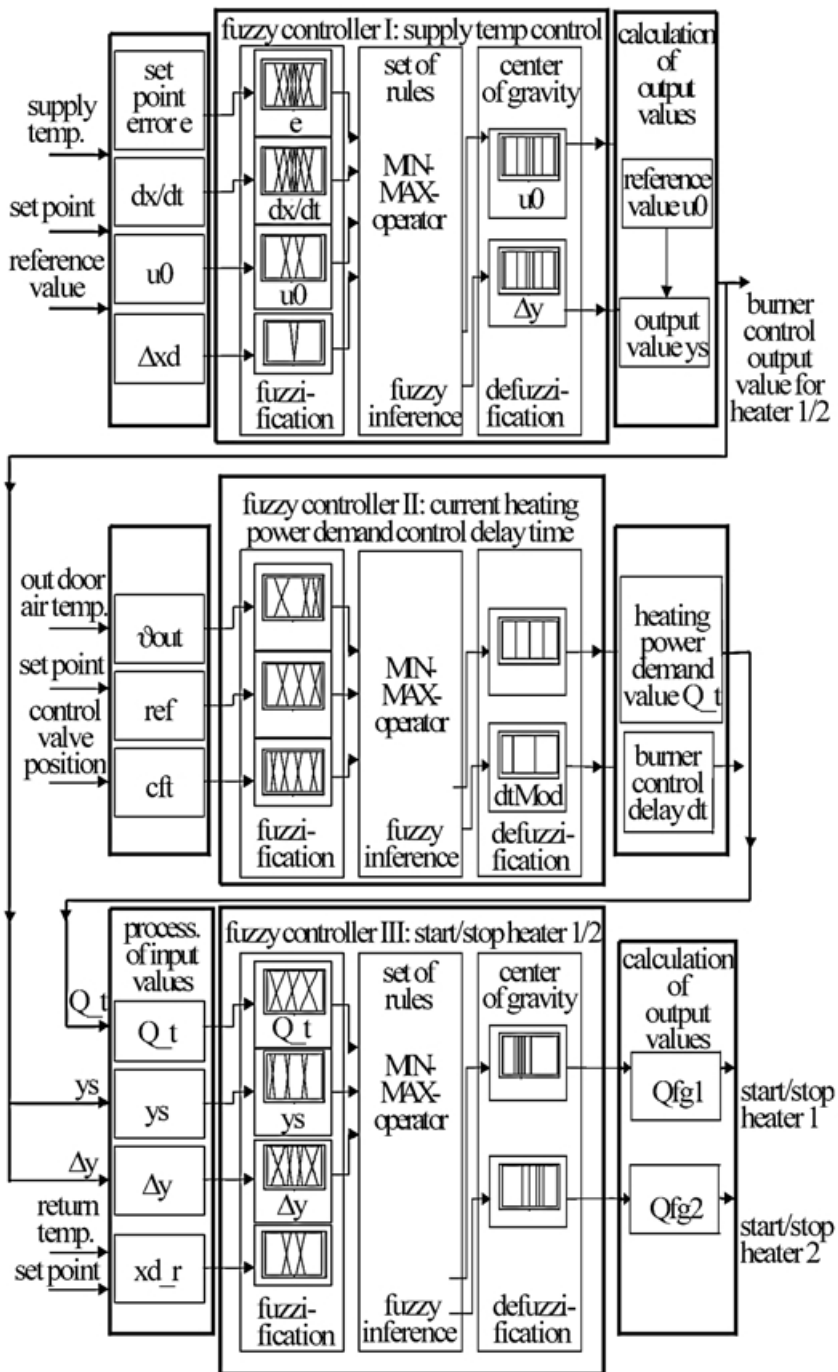 fuzzy controller I: supply temp control
supply
temp.
set point
reference
value
set
point
error e
dx/dt
u0
Δxd
e
dx/dt
u0
fuzzi-
fication
set of
rules
MIN-
MAX-
operator
fuzzy
inference
center
of gravity
u0
Δy
defuzzi-
fication
calculation
of
output
values
reference
value u0
output
value ys
burner
control
output
value for
heater 1/2
fuzzy controller II: current heating
power demand control delay time
out door
air temp.
set point
control
valve
position
ϑout
ref
cft
fuzzi-
fication
MIN-
MAX-
operator
fuzzy
inference
dtMod
defuzzi-
fication
heating
power
demand
value Q_t
burner
control
delay dt
fuzzy controller III: start/stop heater 1/2
Q_t
ys
Δy
return
temp.
set point
process.
of input
values
Q_t
ys
Δy
xd_r
Q_t
ys
Δy
fuzzi-
fication
set of
rules
MIN-
MAX-
operator
fuzzy
inference
center
of gravity
defuzzi-
fication
calculation
of
output
values
Qfg1
Qfg2
start/stop
heater 1
start/stop
heater 2